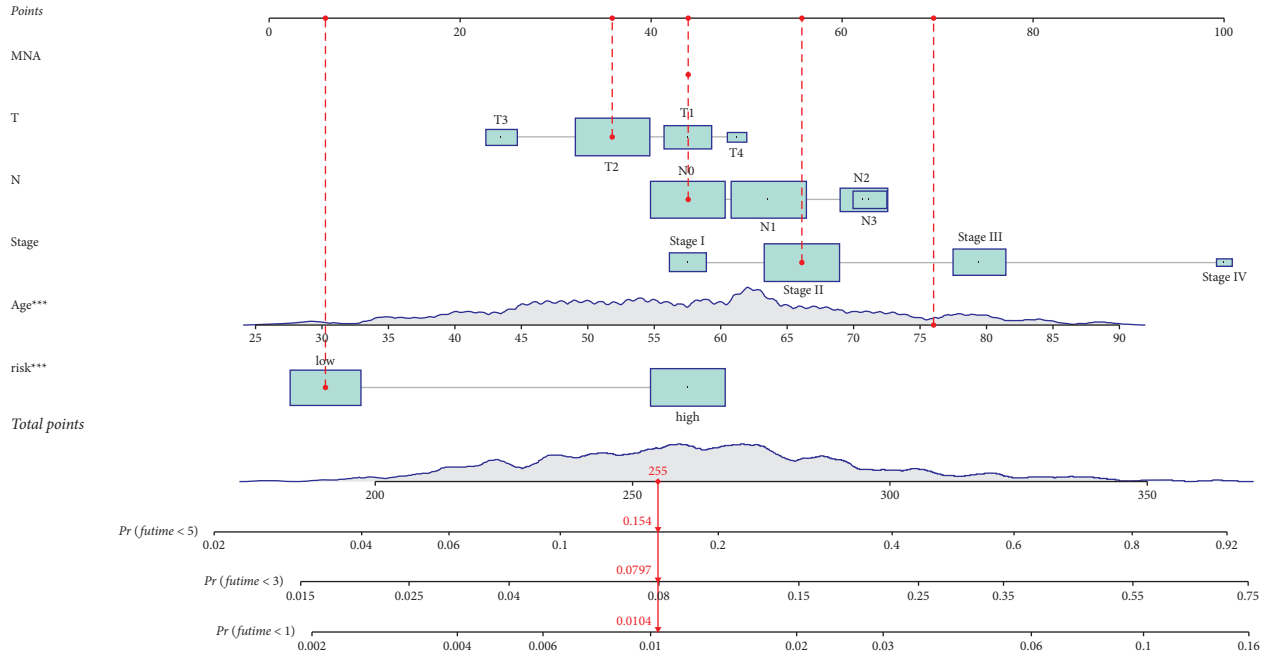 Points
0 20 40 60 80 100
MNA
T
T3 T2 T1 T4
N
N0 N1 N2 N3
Stage
Stage I Stage II Stage III Stage IV
Age***
25 30 35 40 45 50 55 60 65 70 75 80 85 90
risk***
low high
Total points
255
200 250 300 350
0.154
Pr (futime < 5)
0.02 0.04 0.06 0.1 0.2 0.4 0.6 0.8 0.92
0.0797
Pr (futime < 3)
0.015 0.025 0.04 0.08 0.15 0.25 0.35 0.55 0.75
0.0104
Pr (futime < 1)
0.002 0.004 0.006 0.01 0.02 0.03 0.06 0.1 0.16